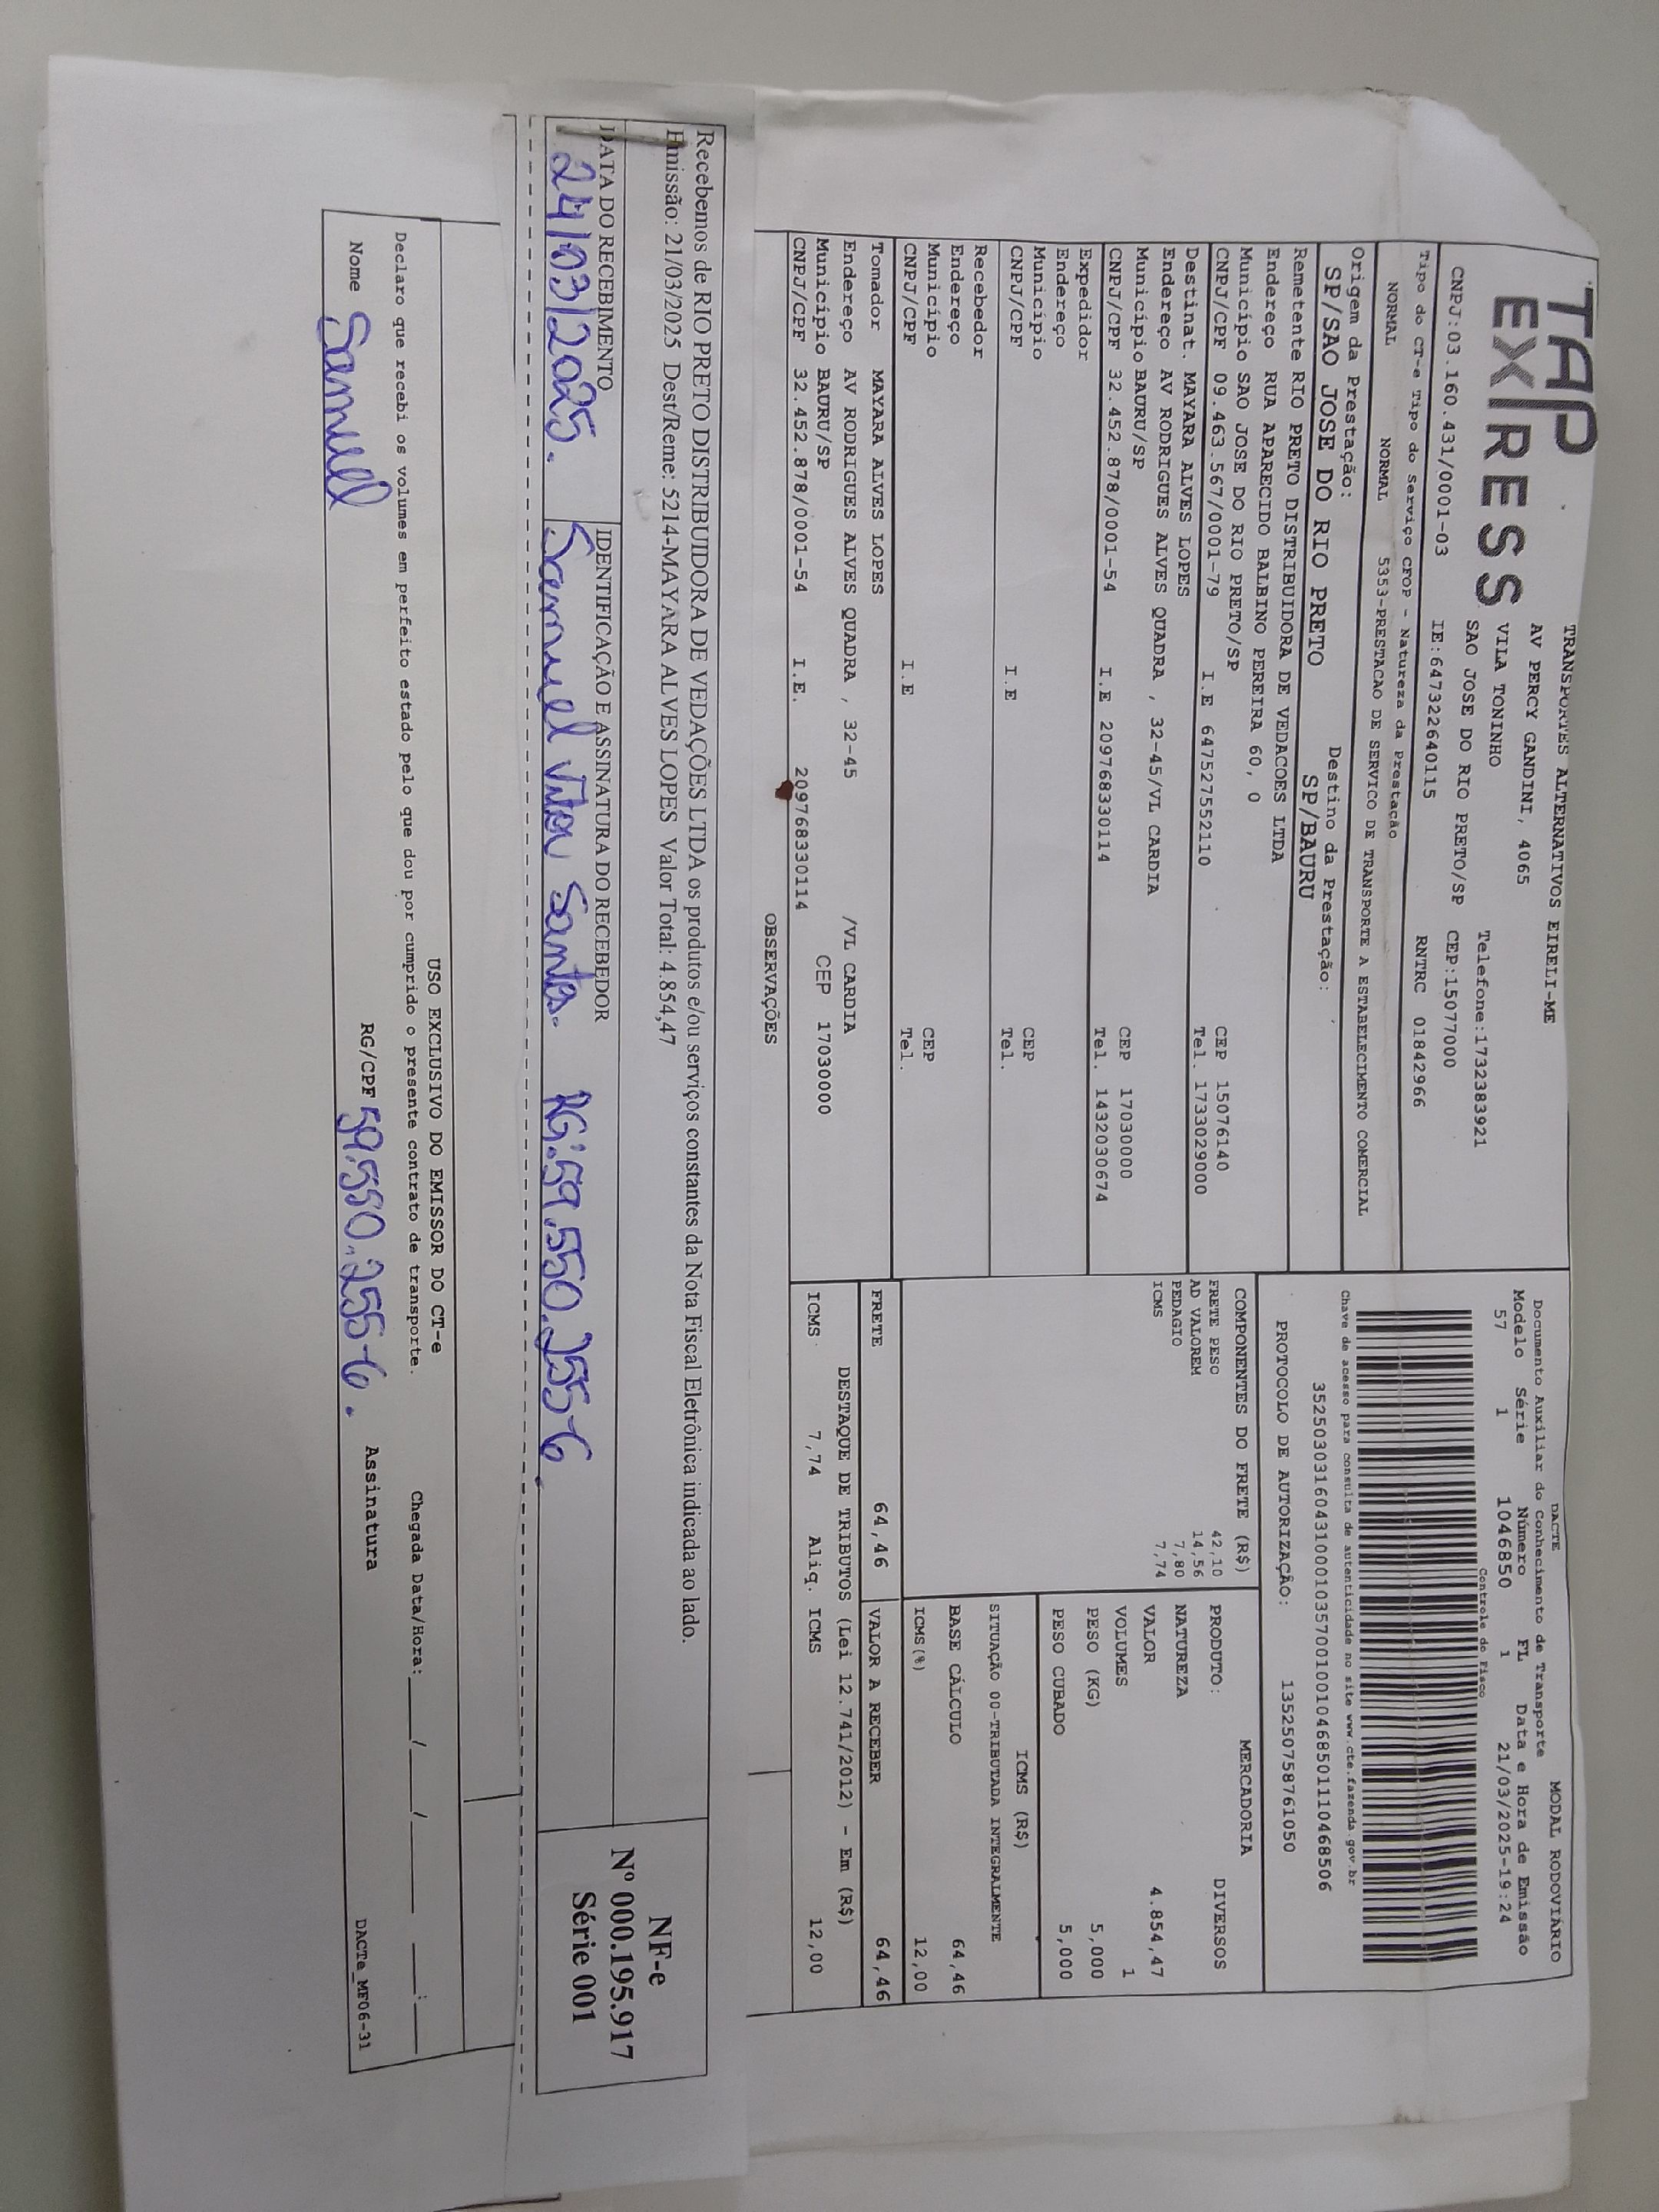 TAP
EXPRESS
TRANSPORTES ALTERNATIVOS EIRELI-ME
AV PERCY GANDINI, 4065
VILA TONINHO Telefone:1732383921
SAO JOSE DO RIO PRETO/SP CEP:15077000
CNPJ:03.160.431/0001-03 IE:647322640115 RNTRC 01842966
Tipo do CT-e Tipo do Serviço CFOP - Natureza da Prestação
NORMAL NORMAL 5353-PRESTACAO DE SERVICO DE TRANSPORTE A ESTABELECIMENTO COMERCIAL
Origem da Prestação: Destino da Prestação:
SP/SAO JOSE DO RIO PRETO SP/BAURU
Remetente RIO PRETO DISTRIBUIDORA DE VEDACOES LTDA
Endereço RUA APARECIDO BALBINO PEREIRA 60, 0
Município SAO JOSE DO RIO PRETO/SP CEP 15076140
CNPJ/CPF 09.463.567/0001-79 I.E 647527552110 Tel. 1733029000
Destinat. MAYARA ALVES LOPES
Endereço AV RODRIGUES ALVES QUADRA , 32-45/VL CARDIA
Município BAURU/SP CEP 17030000
CNPJ/CPF 32.452.878/0001-54 I.E 209768330114 Tel. 1432030674
Expedidor
Endereço
Município CEP
CNPJ/CPF I.E Tel.
Recebedor
Endereço
Município CEP
CNPJ/CPF I.E Tel.
Tomador MAYARA ALVES LOPES
Endereço AV RODRIGUES ALVES QUADRA , 32-45 /VL CARDIA
Município BAURU/SP CEP 17030000
CNPJ/CPF 32.452.878/0001-54 I.E. 209768330114
OBSERVAÇÕES
DACTE MODAL RODOVIÁRIO
Documento Auxiliar do Conhecimento de Transporte
Modelo Série Número FL Data e Hora de Emissão
57 1 1046850 1 21/03/2025-19:24
Controle do Fisco
Chave de acesso para consulta de autenticidade no site www.cte.fazenda.gov.br
35250303160431000103570010010468501110468506
PROTOCOLO DE AUTORIZAÇÃO: 135250758761050
COMPONENTES DO FRETE (R$)
FRETE PESO 42,10
AD VALOREM 14,56
PEDAGIO 7,80
ICMS 7,74
MERCADORIA
PRODUTO: DIVERSOS
NATUREZA
VALOR 4.854,47
VOLUMES 1
PESO (KG) 5,000
PESO CUBADO 5,000
ICMS (R$)
SITUAÇÃO 00-TRIBUTADA INTEGRALMENTE
BASE CÁLCULO 64,46
ICMS(%) 12,00
FRETE 64,46 VALOR A RECEBER 64,46
DESTAQUE DE TRIBUTOS (Lei 12.741/2012) - Em (R$)
ICMS 7,74 Aliq. ICMS 12,00
Recebemos de RIO PRETO DISTRIBUIDORA DE VEDAÇÕES LTDA os produtos e/ou serviços constantes da Nota Fiscal Eletrônica indicada ao lado.
Emissão: 21/03/2025 Dest/Reme: 5214-MAYARA ALVES LOPES Valor Total: 4.854,47
DATA DO RECEBIMENTO IDENTIFICAÇÃO E ASSINATURA DO RECEBEDOR
24/03/2025. Samuel Vitor Santos. RG:59.550.255-6.
NF-e
Nº 000.195.917
Série 001
USO EXCLUSIVO DO EMISSOR DO CT-e
Declaro que recebi os volumes em perfeito estado pelo que dou por cumprido o presente contrato de transporte. Chegada Data/Hora: ____/____/______ ___:___
Nome Samuel RG/CPF 59.550.255-6. Assinatura
DACTe_MF06-31